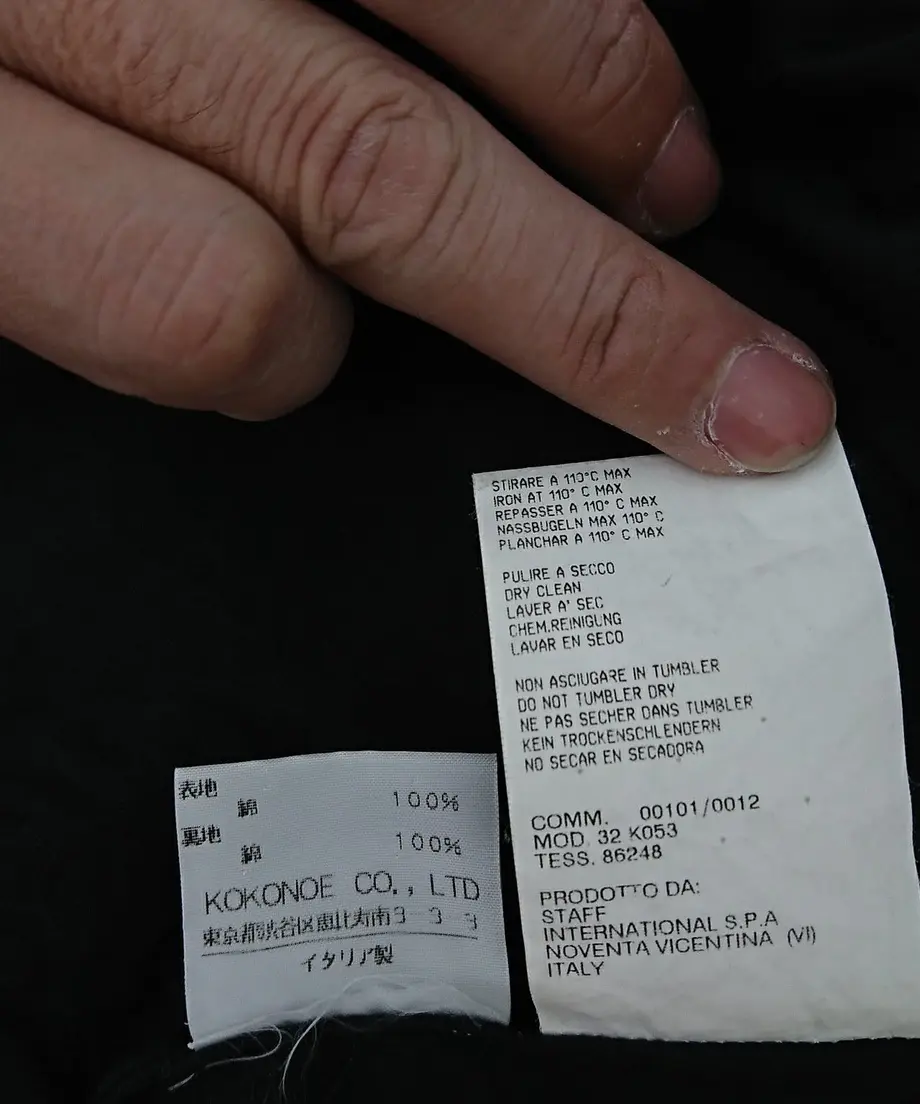 STIRARE A 110°C MAX
IRON AT 110° C MAX
REPASSER A 110° C MAX
NASSBUGELN MAX 110° C
PLANCHAR A 110° C MAX
PULIRE A SECCO
DRY CLEAN
LAVER A' SEC
CHEM.REINIGUNG
LAVAR EN SECO
NON ASCIUGARE IN TUMBLER
DO NOT TUMBLER DRY
NE PAS SECHER DANS TUMBLER
KEIN TROCKENSCHLENDERN
NO SECAR EN SECADORA
COMM. 00101/0012
MOD. 32 K053
TESS. 86248
PRODOTTO DA:
STAFF
INTERNATIONAL S.P.A
NOVENTA VICENTINA (VI)
ITALY
表地
綿 100%
裏地
綿 100%
KOKONOE CO., LTD
東京都渋谷区恵比寿南3 3 3
イタリア製